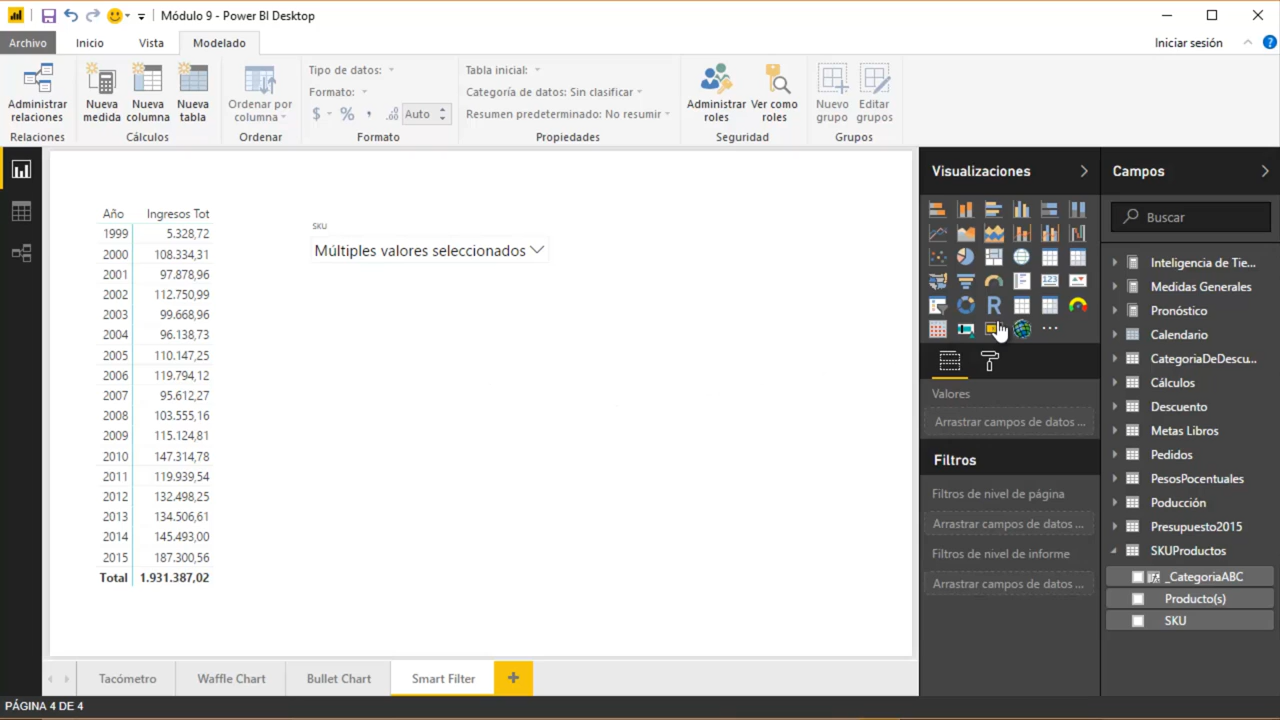 Módulo 9 - Power BI Desktop
Archivo
Inicio
Vista
Modelado
Iniciar sesión
Administrar relaciones
Nueva medida
Nueva columna
Nueva tabla
Ordenar por columna
Tipo de datos:
Formato:
$ % , .00 Auto
Tabla inicial:
Categoría de datos: Sin clasificar
Resumen predeterminado: No resumir
Administrar roles
Ver como roles
Nuevo grupo
Editar grupos
Relaciones
Cálculos
Ordenar
Formato
Propiedades
Seguridad
Grupos
Año Ingresos Tot
1999 5.328,72
2000 108.334,31
2001 97.878,96
2002 112.750,99
2003 99.668,96
2004 96.138,73
2005 110.147,25
2006 119.794,12
2007 95.612,27
2008 103.555,16
2009 115.124,81
2010 147.314,78
2011 119.939,54
2012 132.498,25
2013 134.506,61
2014 145.493,00
2015 187.300,56
Total 1.931.387,02
SKU
Múltiples valores seleccionados
Visualizaciones
R
123
Valores
Arrastrar campos de datos ...
Filtros
Filtros de nivel de página
Arrastrar campos de datos ...
Filtros de nivel de informe
Arrastrar campos de datos ...
Campos
Buscar
Inteligencia de Tie...
Medidas Generales
Pronóstico
Calendario
CategoriaDeDescu...
Cálculos
Descuento
Metas Libros
Pedidos
PesosPocentuales
Poducción
Presupuesto2015
SKUProductos
_CategoriaABC
Producto(s)
SKU
Tacómetro
Waffle Chart
Bullet Chart
Smart Filter
+
PÁGINA 4 DE 4